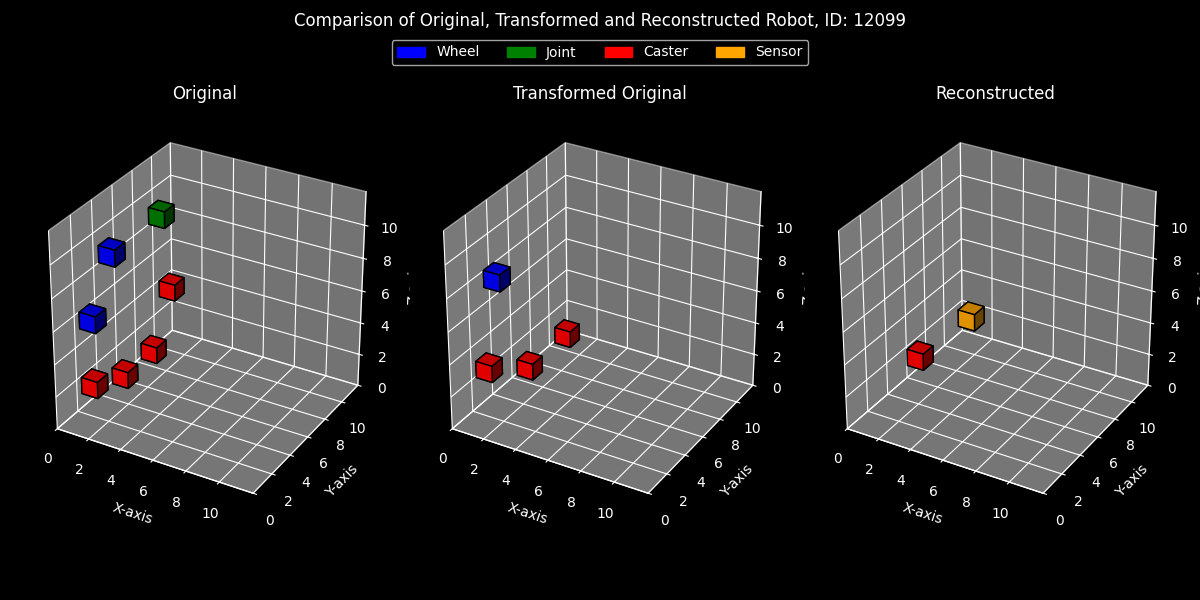 Comparison of Original, Transformed and Reconstructed Robot, ID: 12099
Wheel Joint Caster Sensor
Original Transformed Original Reconstructed
10 10 10
8 8 8
6 6 6
4 4 4
2 2 2
0 0 0
10 10 10
8 8 8
6 6 6
4 4 4
2 2 2
0 0 0
0 2 4 6 8 10 0 2 4 6 8 10 0 2 4 6 8 10
X-axis Y-axis X-axis Y-axis X-axis Y-axis